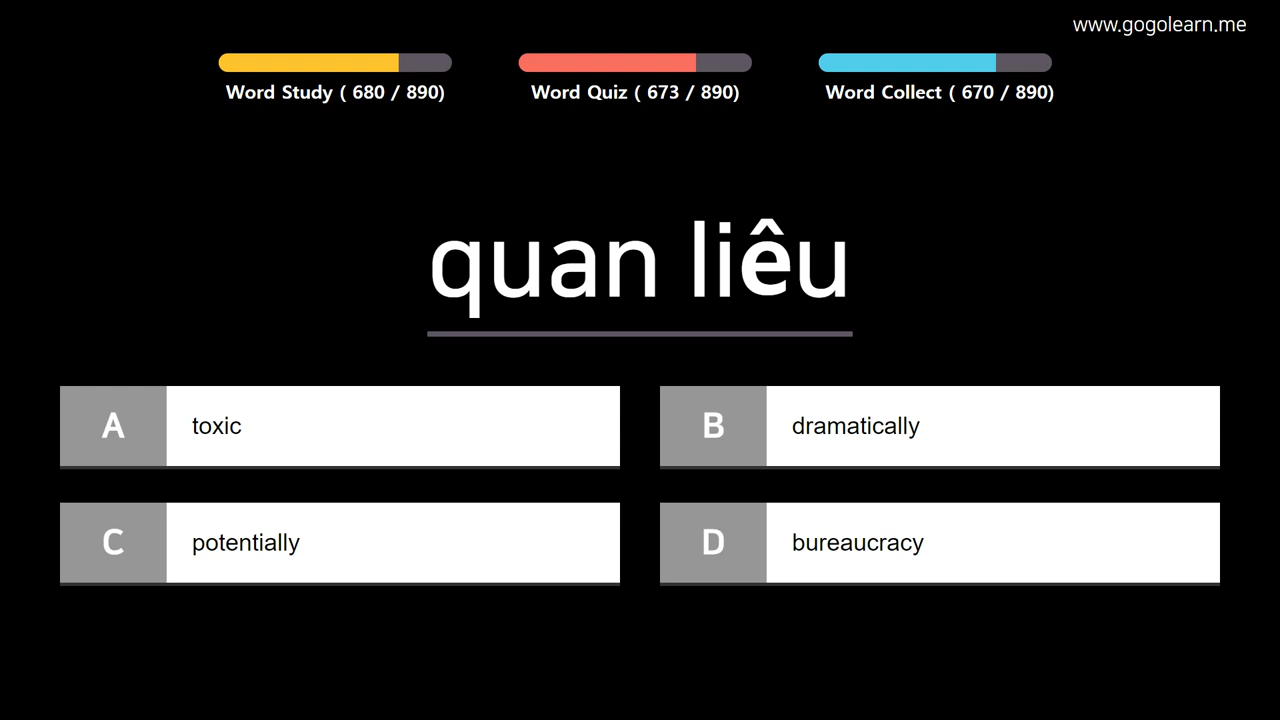 www.gogolearn.me
Word Study ( 680 / 890)
Word Quiz ( 673 / 890)
Word Collect ( 670 / 890)
quan liêu
A toxic
B dramatically
C potentially
D bureaucracy